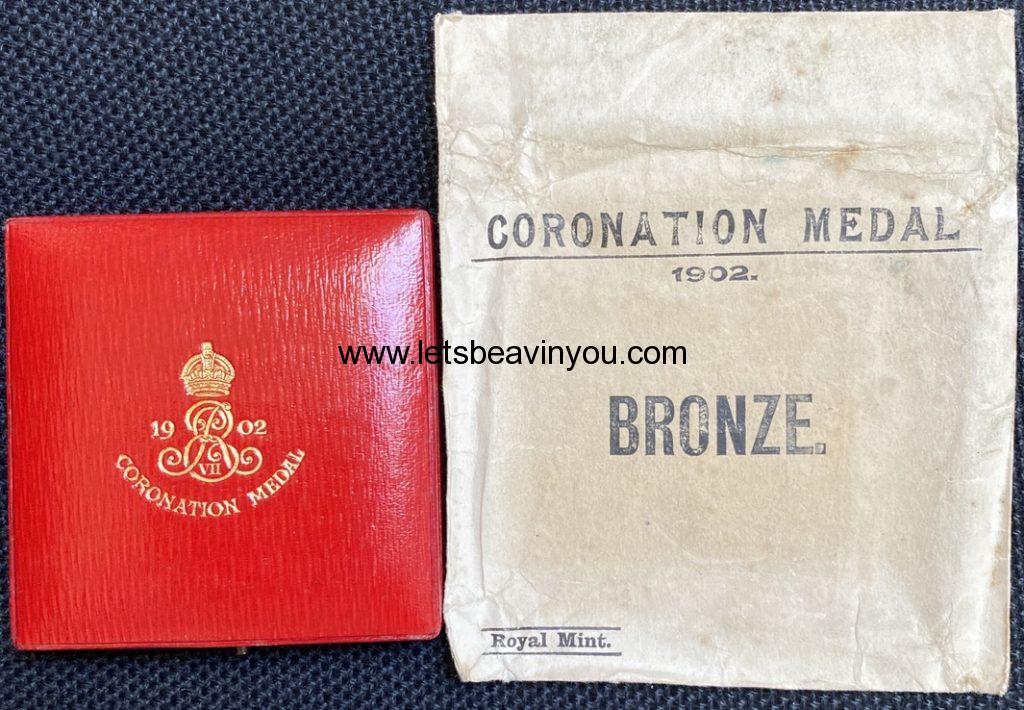 19 02
VII
CORONATION MEDAL
CORONATION MEDAL
1902.
BRONZE.
Royal Mint.
www.letsbeavinyou.com